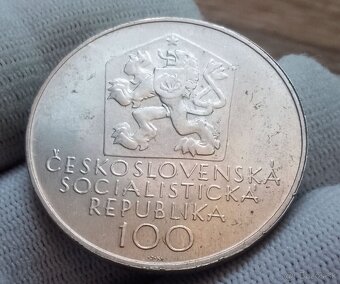 ČESKOSLOVENSKÁ
SOCIALISTICKÁ
REPUBLIKA
100